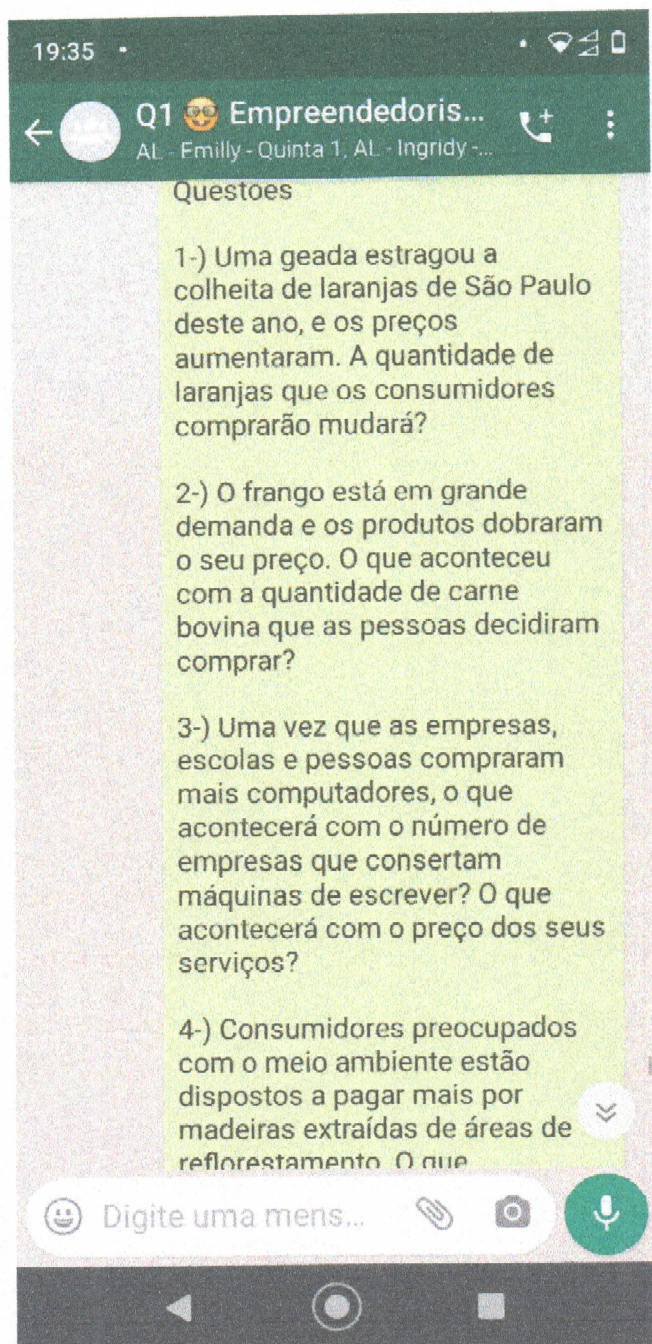 19:35
Q1 🤓 Empreendedoris...
AL - Emilly - Quinta 1, AL - Ingridy -...
Questões
1-) Uma geada estragou a
colheita de laranjas de São Paulo
deste ano, e os preços
aumentaram. A quantidade de
laranjas que os consumidores
comprarão mudará?
2-) O frango está em grande
demanda e os produtos dobraram
o seu preço. O que aconteceu
com a quantidade de carne
bovina que as pessoas decidiram
comprar?
3-) Uma vez que as empresas,
escolas e pessoas compraram
mais computadores, o que
acontecerá com o número de
empresas que consertam
máquinas de escrever? O que
acontecerá com o preço dos seus
serviços?
4-) Consumidores preocupados
com o meio ambiente estão
dispostos a pagar mais por
madeiras extraídas de áreas de
reflorestamento. O que
Digite uma mens...